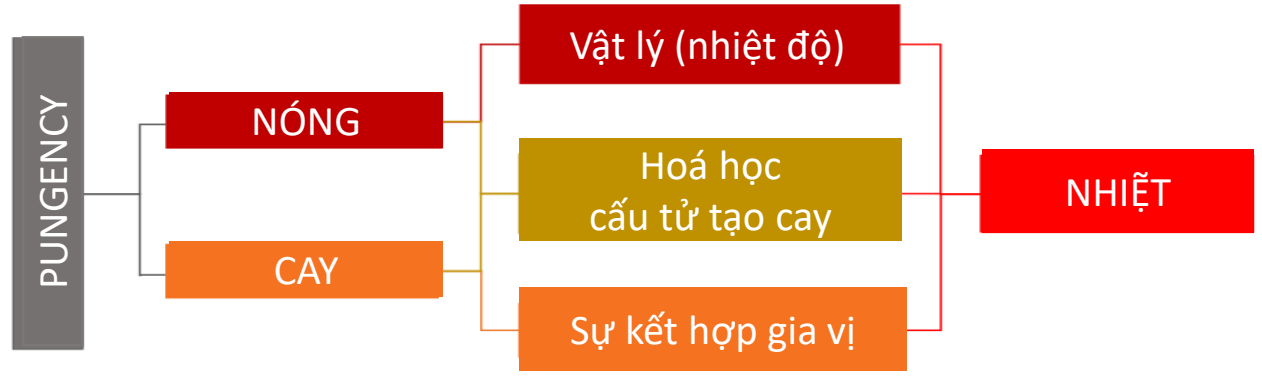 PUNGENCY
NÓNG
CAY
Vật lý (nhiệt độ)
Hoá học
cấu tử tạo cay
Sự kết hợp gia vị
NHIỆT